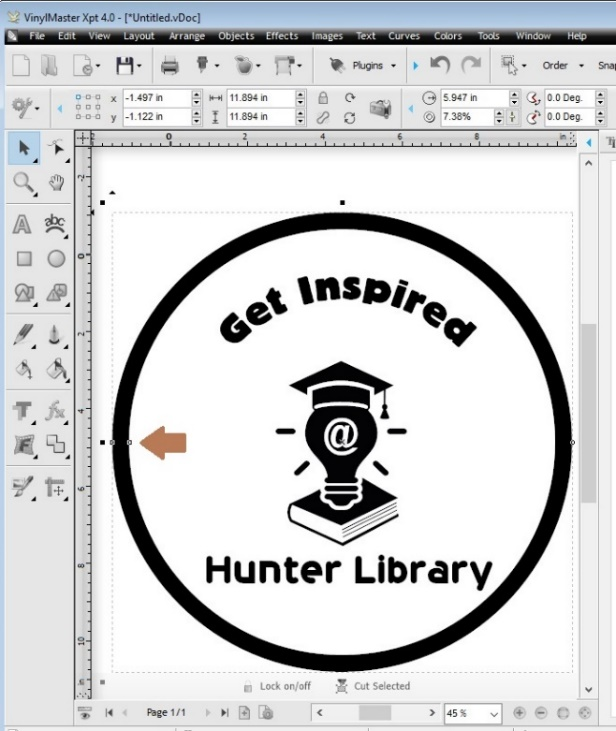 VinylMaster Xpt 4.0 - [*Untitled.vDoc]
File Edit View Layout Arrange Objects Effects Images Text Curves Colors Tools Window Help
Plugins Order Snap
x -1.497 in 11.894 in 5.947 in 0.0 Deg.
y -1.122 in 11.894 in 7.38% 0.0 Deg.
2 0 2 4 6 8 in
2
0
2
4
6
8
10
in
Get Inspired
@
Hunter Library
Lock on/off Cut Selected
Page 1/1 45 %